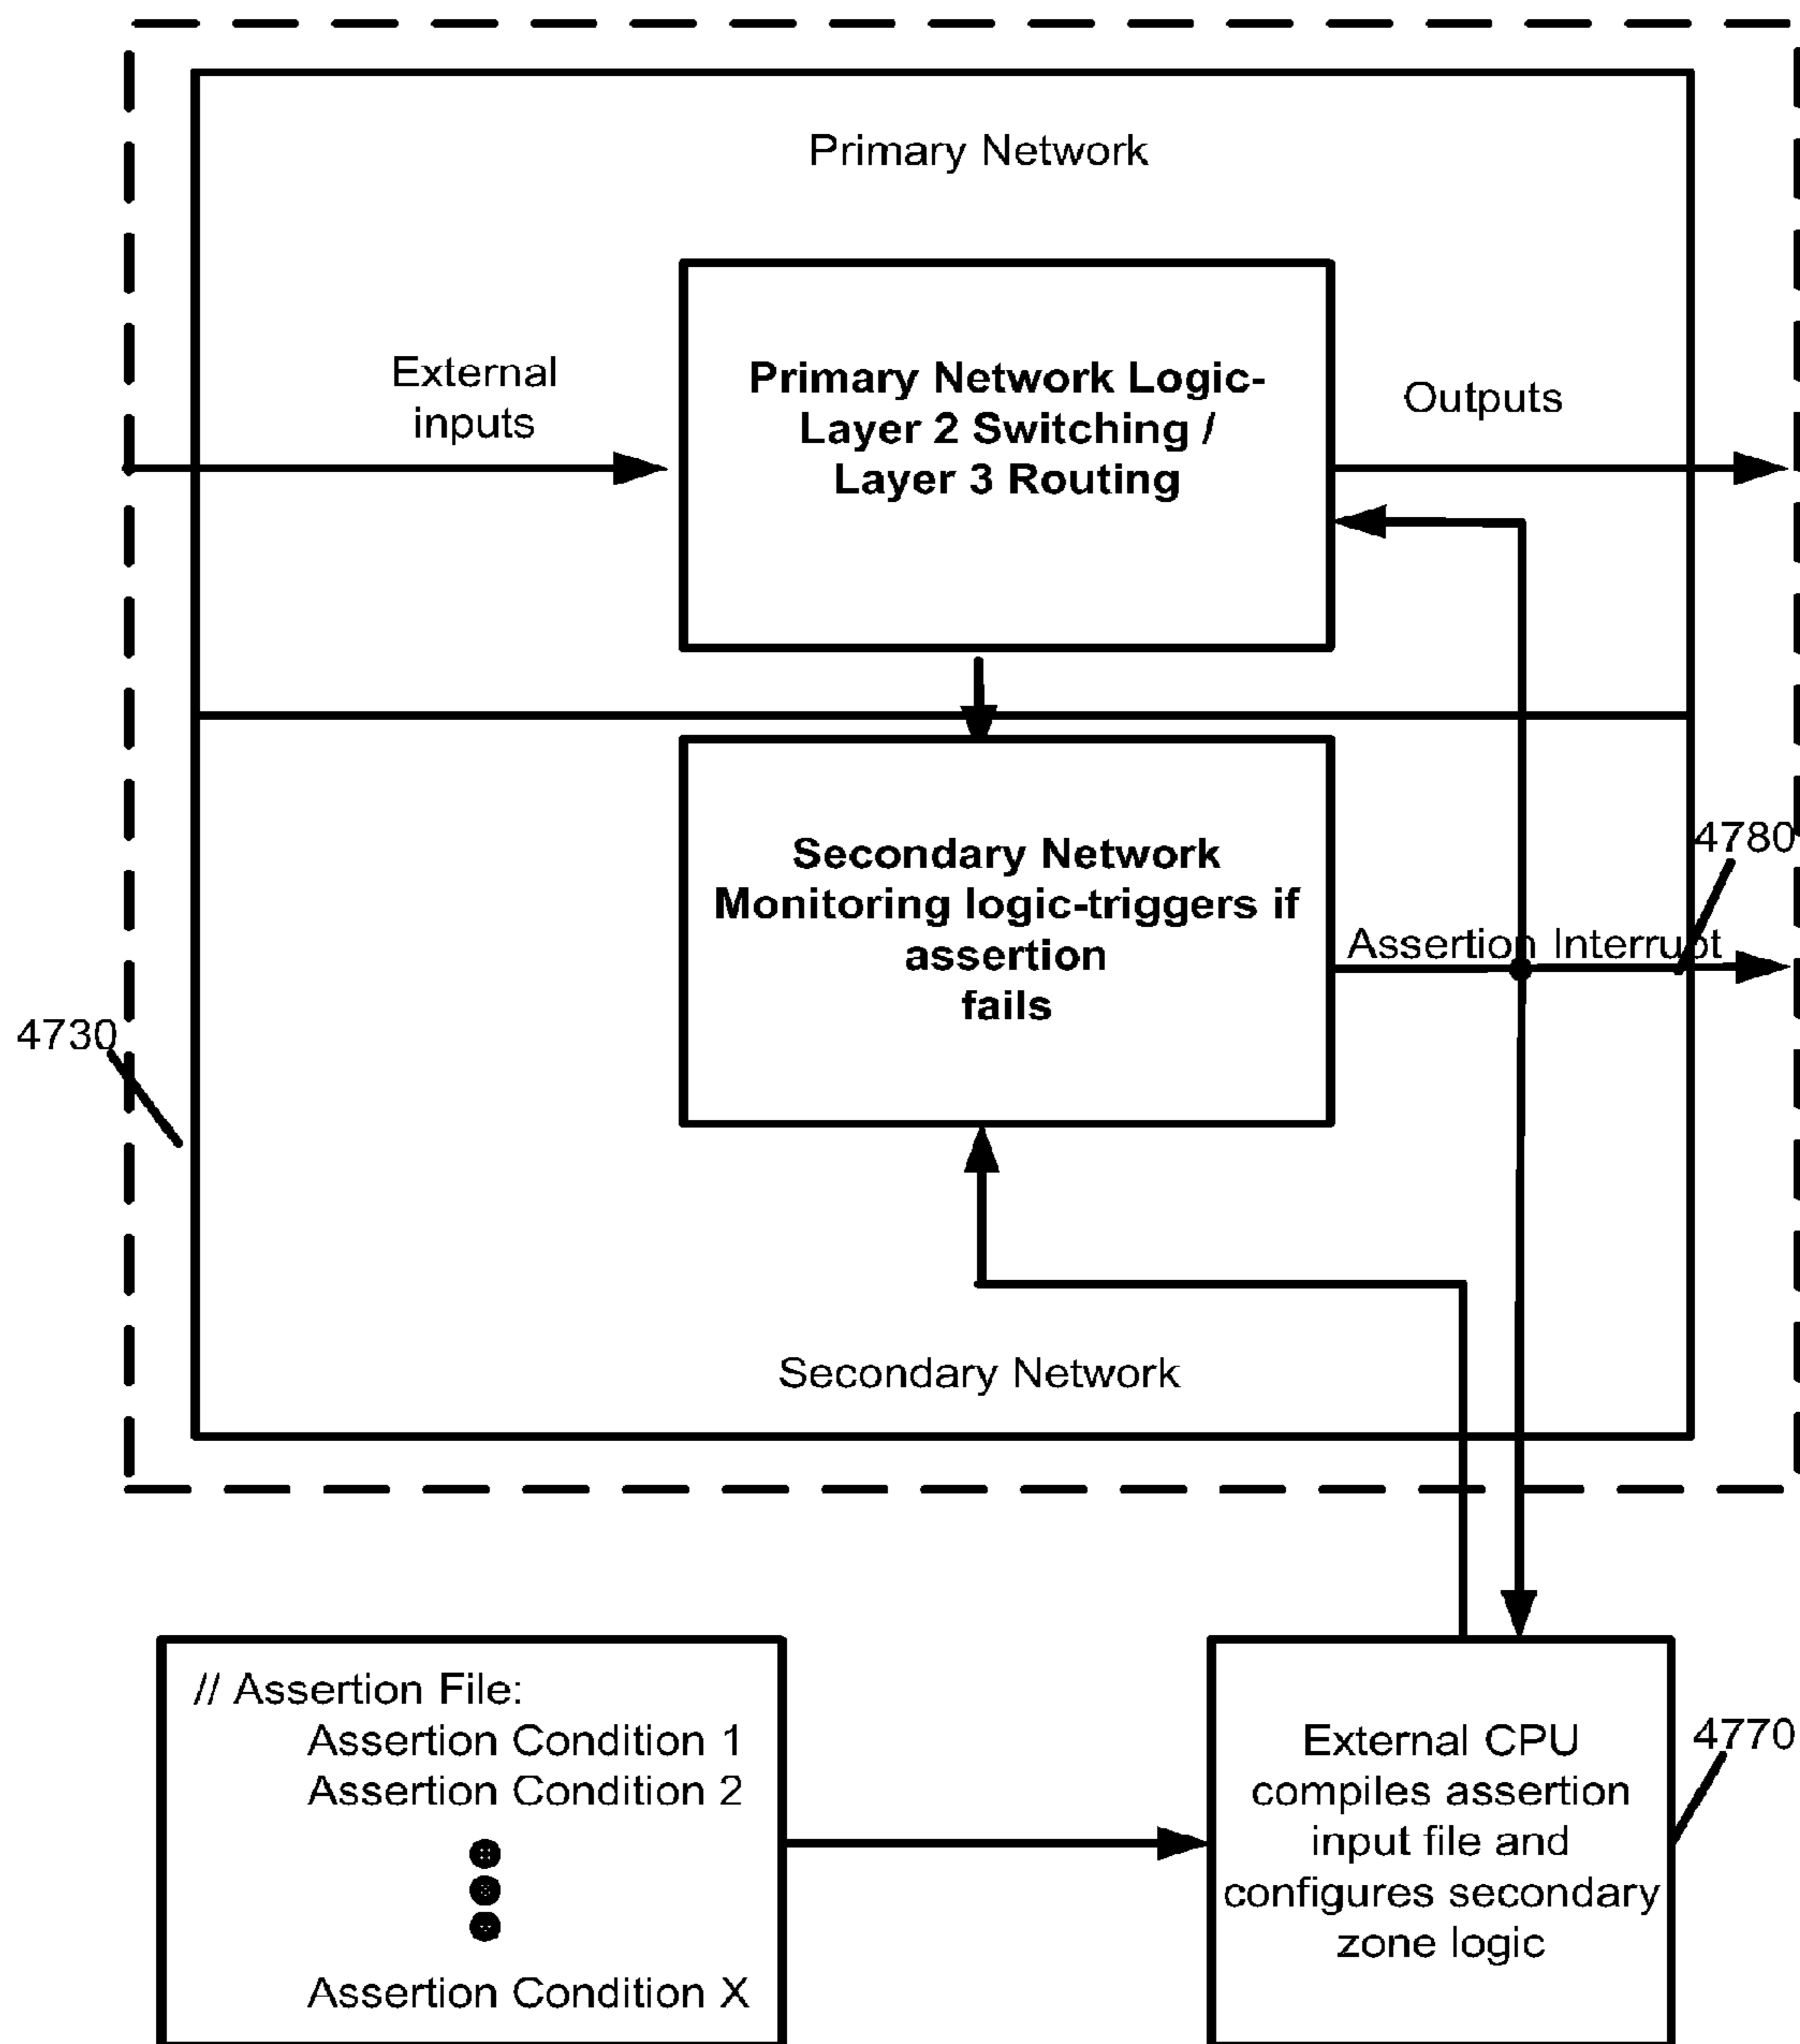 Primary Network
External
inputs
Primary Network Logic-
Layer 2 Switching /
Layer 3 Routing
Outputs
Secondary Network
Monitoring logic-triggers if
assertion
fails
4780
Assertion Interrupt
4730
Secondary Network
// Assertion File:
Assertion Condition 1
Assertion Condition 2
Assertion Condition X
External CPU
compiles assertion
input file and
configures secondary
zone logic
4770